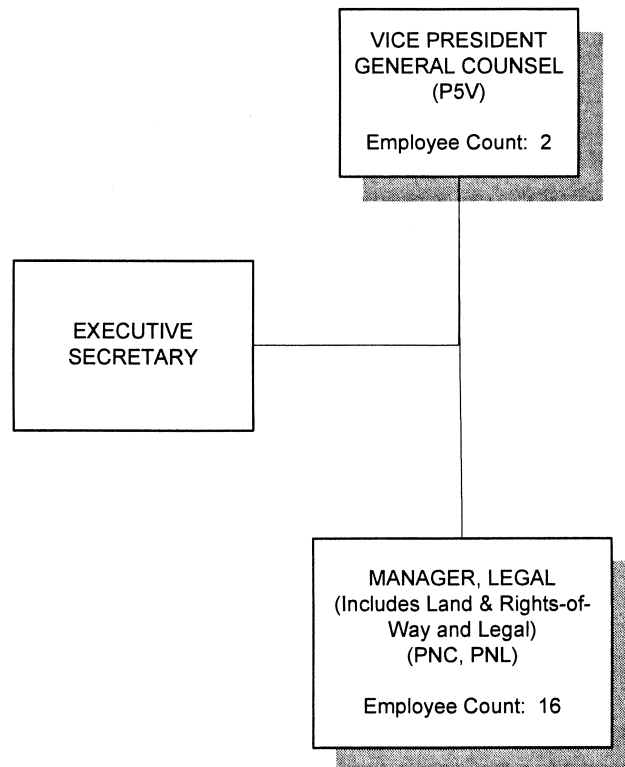 VICE PRESIDENT
GENERAL COUNSEL
(P5V)
Employee Count: 2
EXECUTIVE
SECRETARY
MANAGER, LEGAL
(Includes Land & Rights-of-
Way and Legal)
(PNC, PNL)
Employee Count: 16